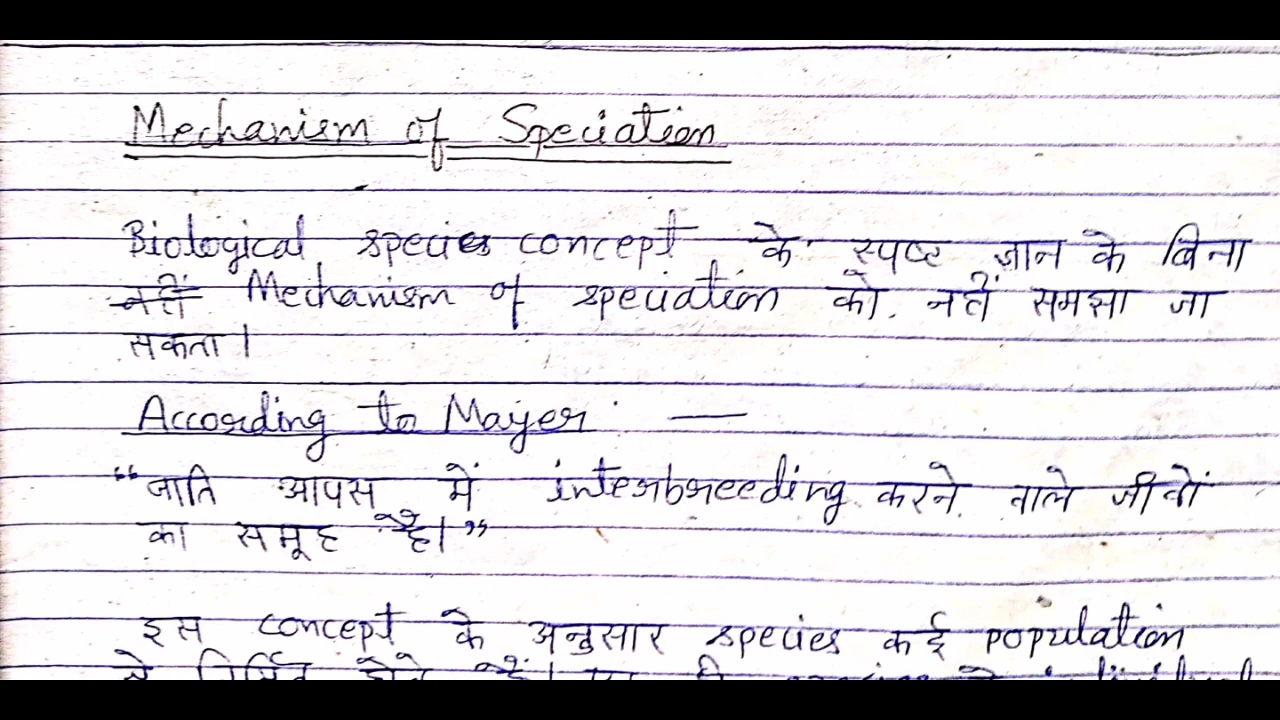 Mechanism of Speciation
Biological species concept के स्पष्ट ज्ञान के बिना
नहीं Mechanism of speciation को नहीं समझा जा
सकता।
According to Mayer : —
“जाति आपस में interbreeding करने वाले जीवों
का समूह है।”
इस concept के अनुसार species कई population